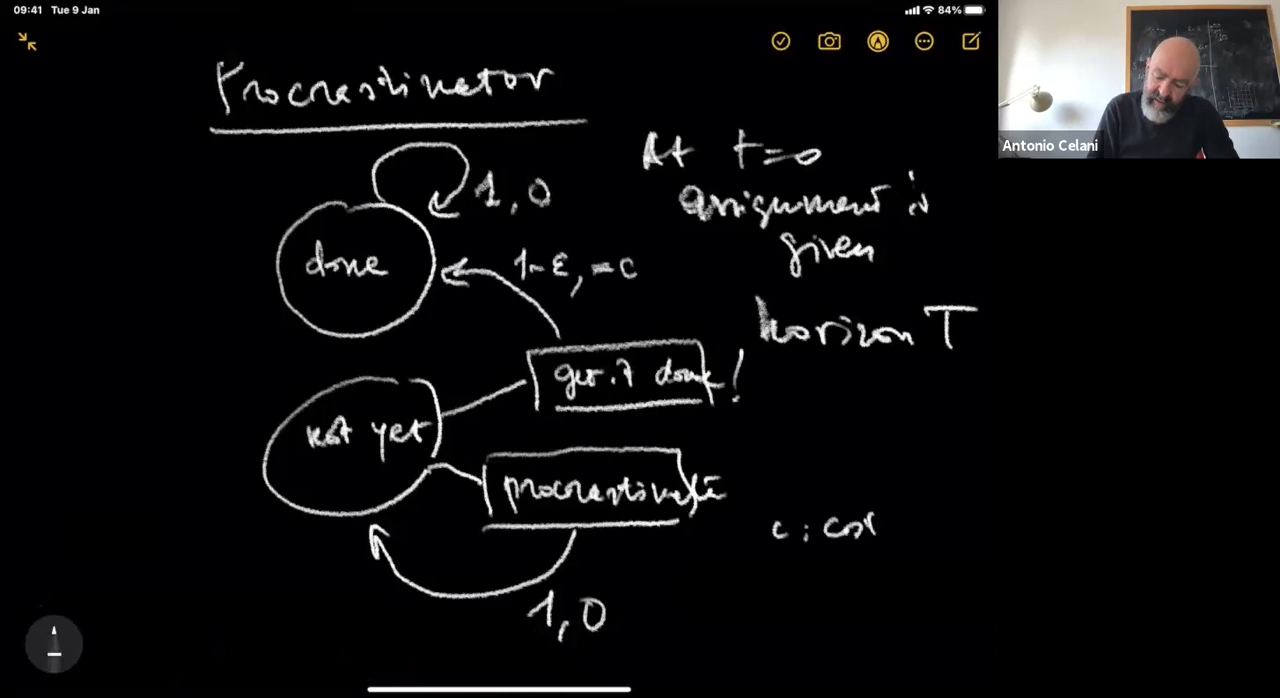 09:41 Tue 9 Jan
84%
Procrastinator
Antonio Celani
At t=0
assignment is
given
horizon T
1, 0
done
1-ε, -c
get it done!
not yet
procrastinate
c: cost
1, 0